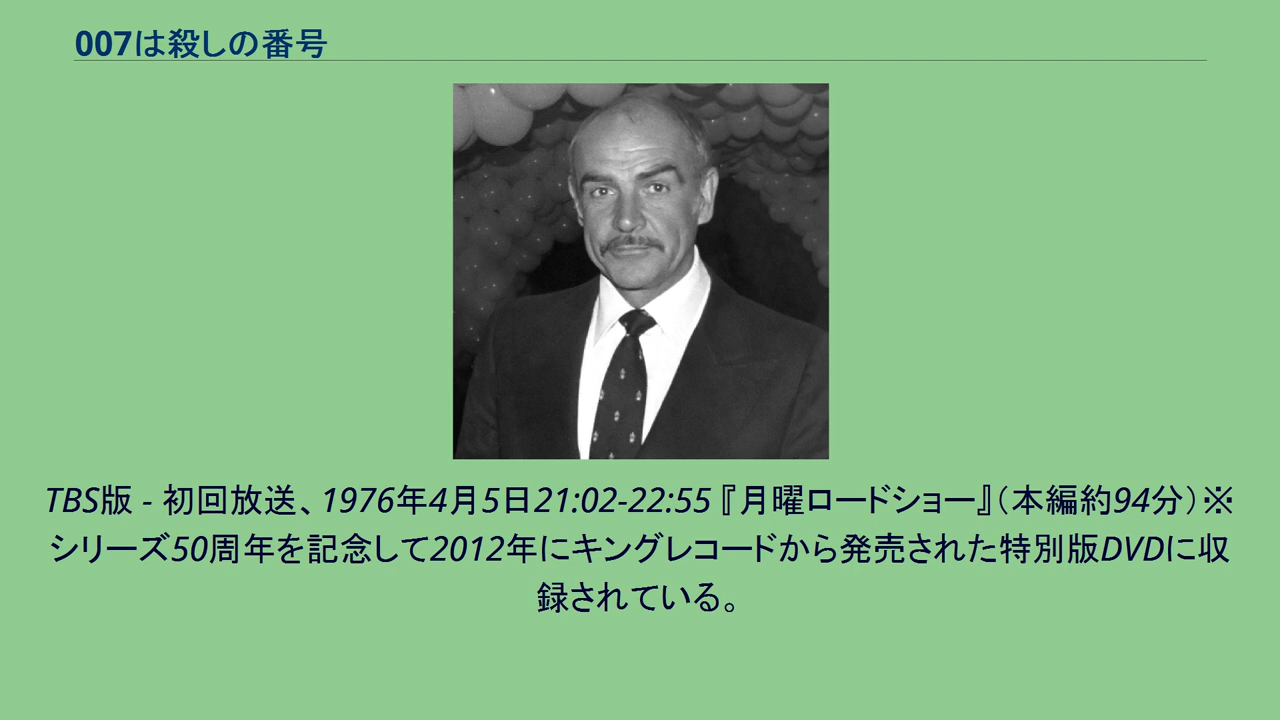 007は殺しの番号
TBS版 - 初回放送、1976年4月5日21:02-22:55『月曜ロードショー』（本編約94分）※
シリーズ50周年を記念して2012年にキングレコードから発売された特別版DVDに収
録されている。